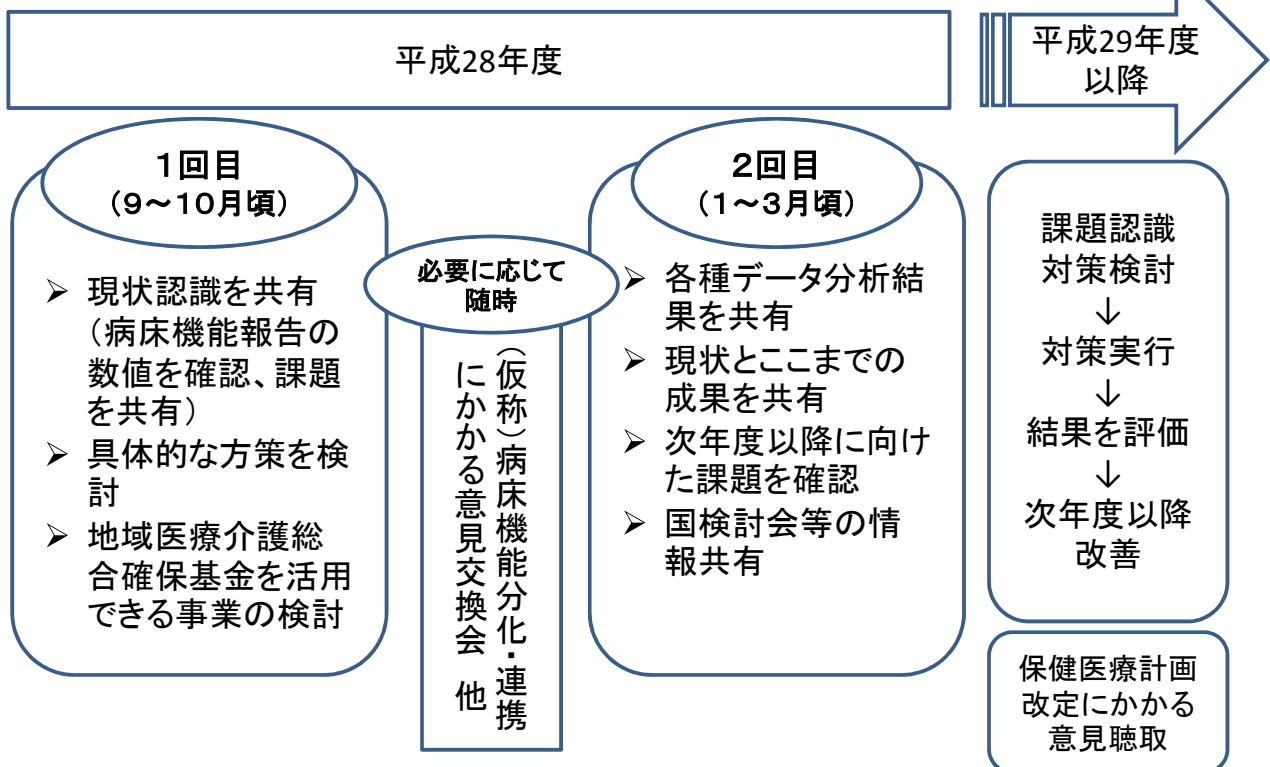 平成28年度
平成29年度
以降
1回目
（9～10月頃）
➢ 現状認識を共有
（病床機能報告の
数値を確認、課題
を共有）
➢ 具体的な方策を検
討
➢ 地域医療介護総
合確保基金を活用
できる事業の検討
必要に応じて
随時
（仮称）病床機能分化・連携
にかかる意見交換会 他
2回目
（1～3月頃）
➢ 各種データ分析結
果を共有
➢ 現状とここまでの
成果を共有
➢ 次年度以降に向け
た課題を確認
➢ 国検討会等の情
報共有
課題認識
対策検討
↓
対策実行
↓
結果を評価
↓
次年度以降
改善
保健医療計画
改定にかかる
意見聴取